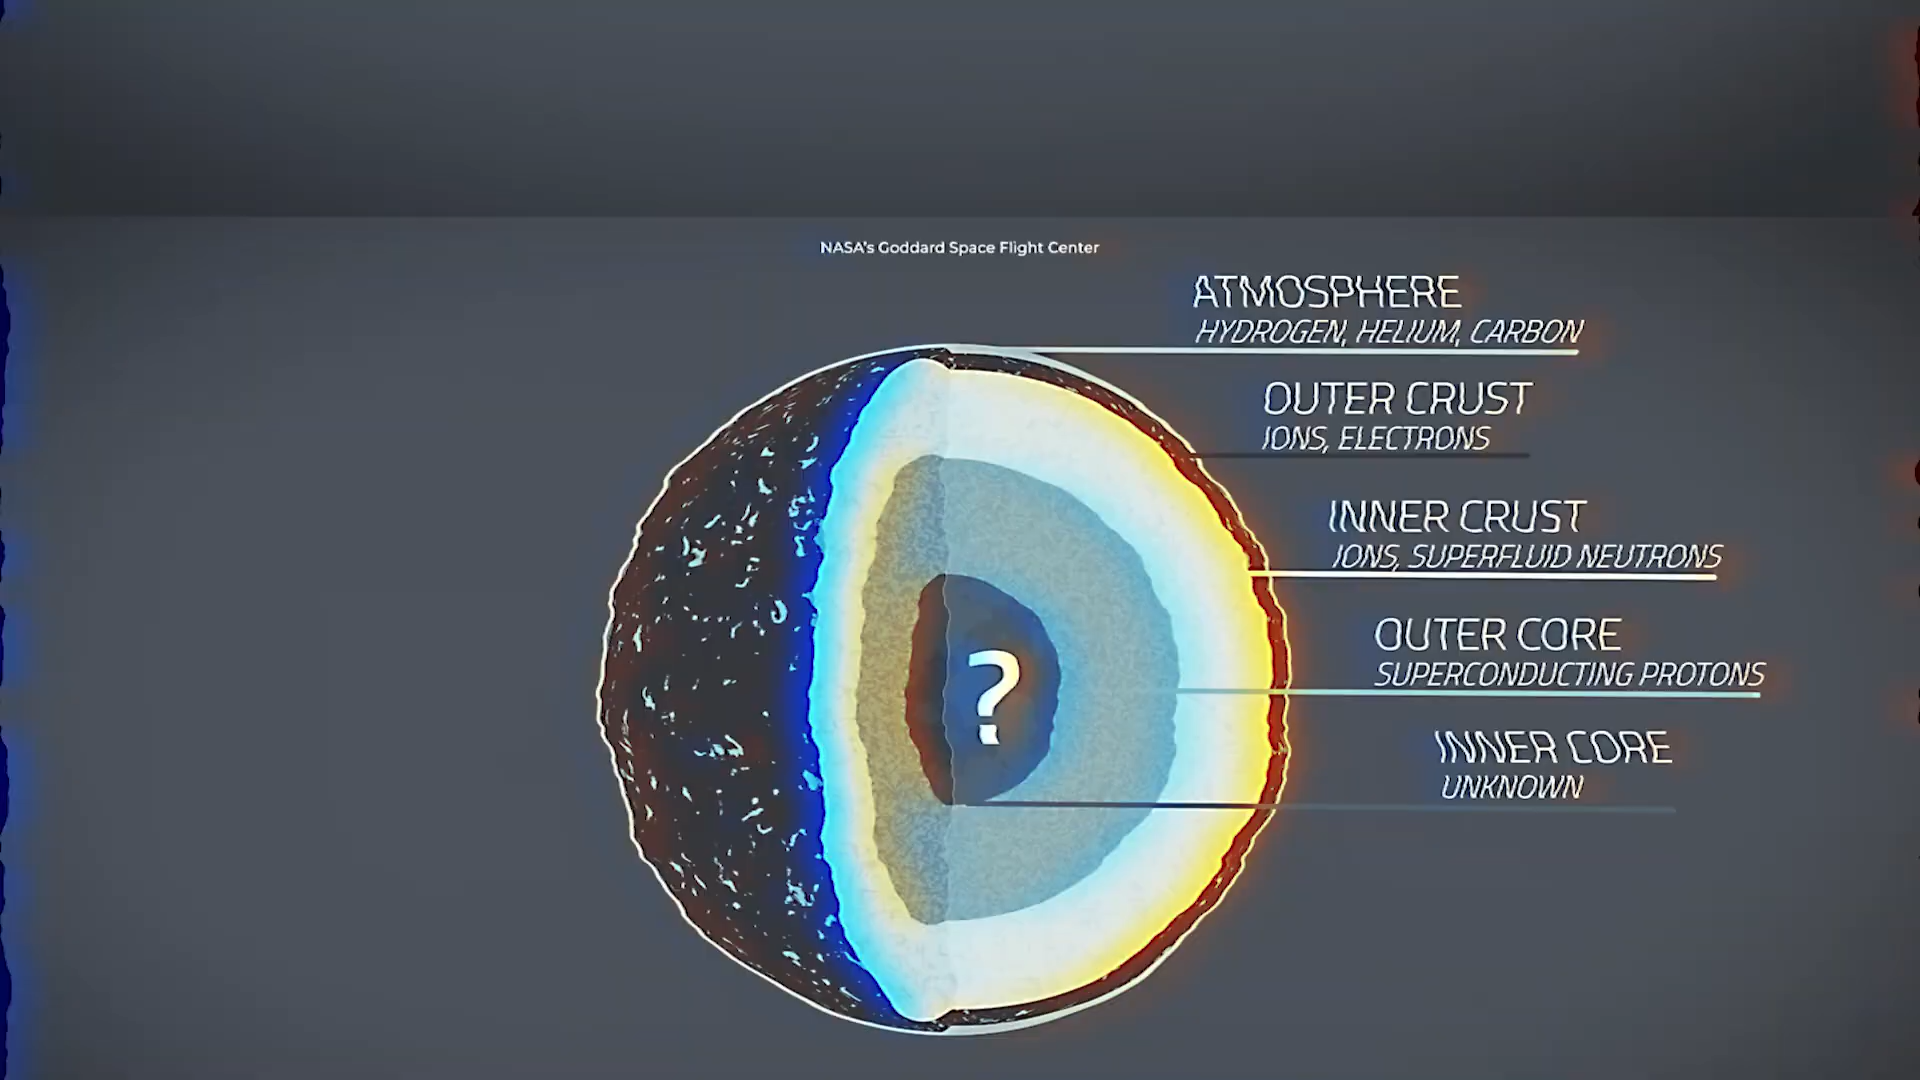 NASA's Goddard Space Flight Center
ATMOSPHERE
HYDROGEN, HELIUM, CARBON
OUTER CRUST
IONS, ELECTRONS
INNER CRUST
IONS, SUPERFLUID NEUTRONS
OUTER CORE
SUPERCONDUCTING PROTONS
?
INNER CORE
UNKNOWN